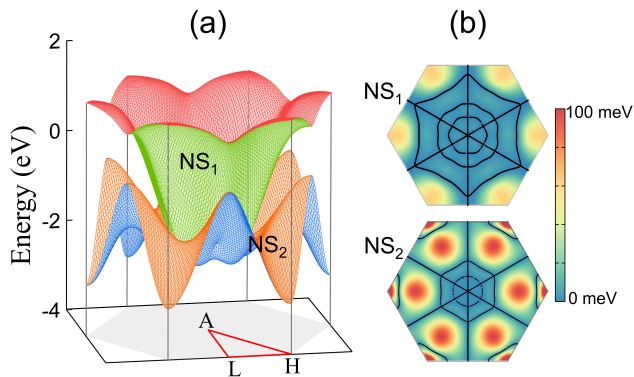 (a)
(b)
2
0
-2
-4
Energy (eV)
NS1
NS2
A
L
H
NS1
NS2
100 meV
0 meV